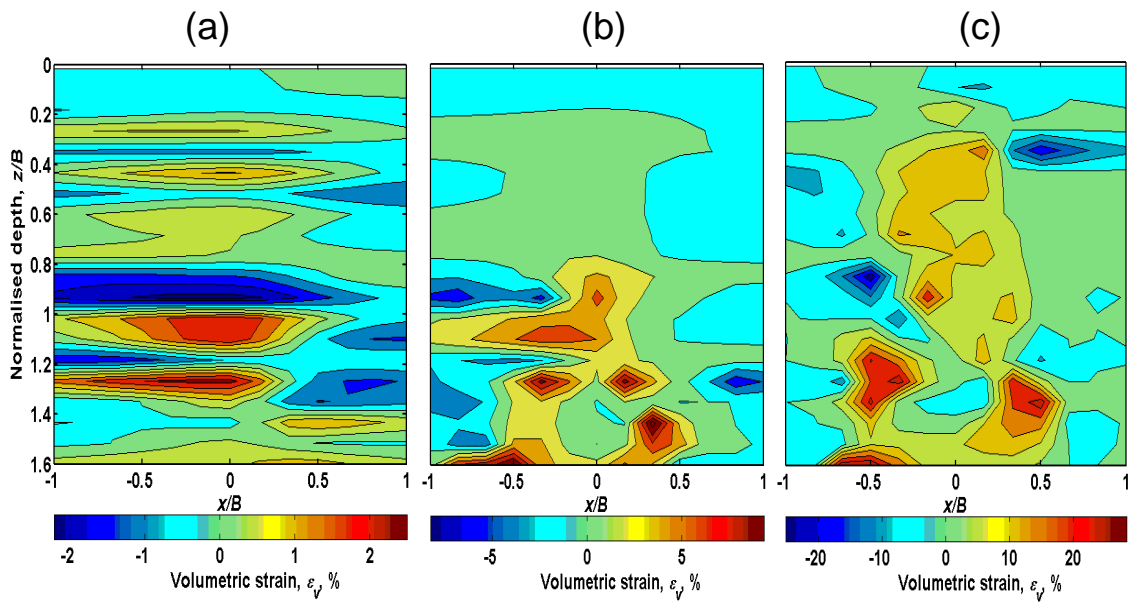 (a) (b) (c)
Normalised depth, z/B
0
0.2
0.4
0.6
0.8
1
1.2
1.4
1.6
-1 -0.5 0 0.5 1
-1 -0.5 0 0.5 1
-1 -0.5 0 0.5 1
x/B x/B x/B
-2 -1 0 1 2
-5 0 5
-20 -10 0 10 20
Volumetric strain, εv, %
Volumetric strain, εv, %
Volumetric strain, εv, %